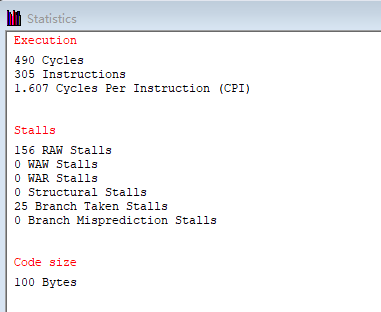 Statistics
Execution
490 Cycles
305 Instructions
1.607 Cycles Per Instruction (CPI)
Stalls
156 RAW Stalls
0 WAW Stalls
0 WAR Stalls
0 Structural Stalls
25 Branch Taken Stalls
0 Branch Misprediction Stalls
Code size
100 Bytes